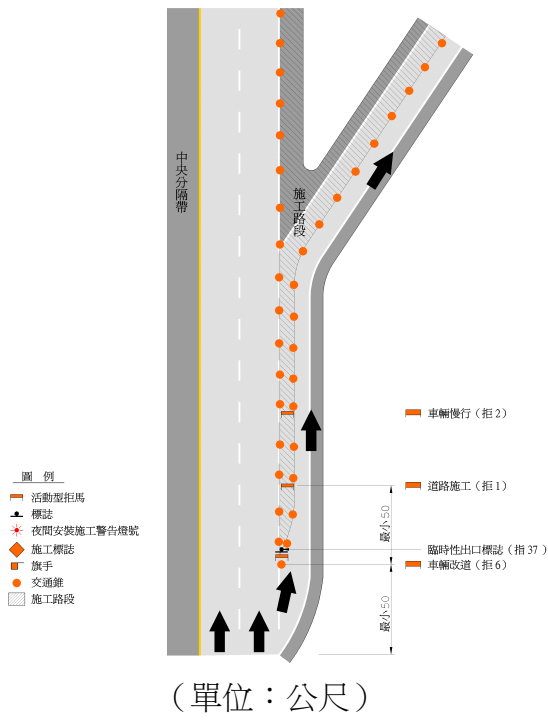 中央分隔帶
施工路段
車輛慢行（拒 2）
道路施工（拒 1）
最小 50
臨時性出口標誌（指 37）
車輛改道（拒 6）
最小 50
圖 例
活動型拒馬
標誌
夜間安裝施工警告燈號
施工標誌
旗手
交通錐
施工路段
（單位：公尺）